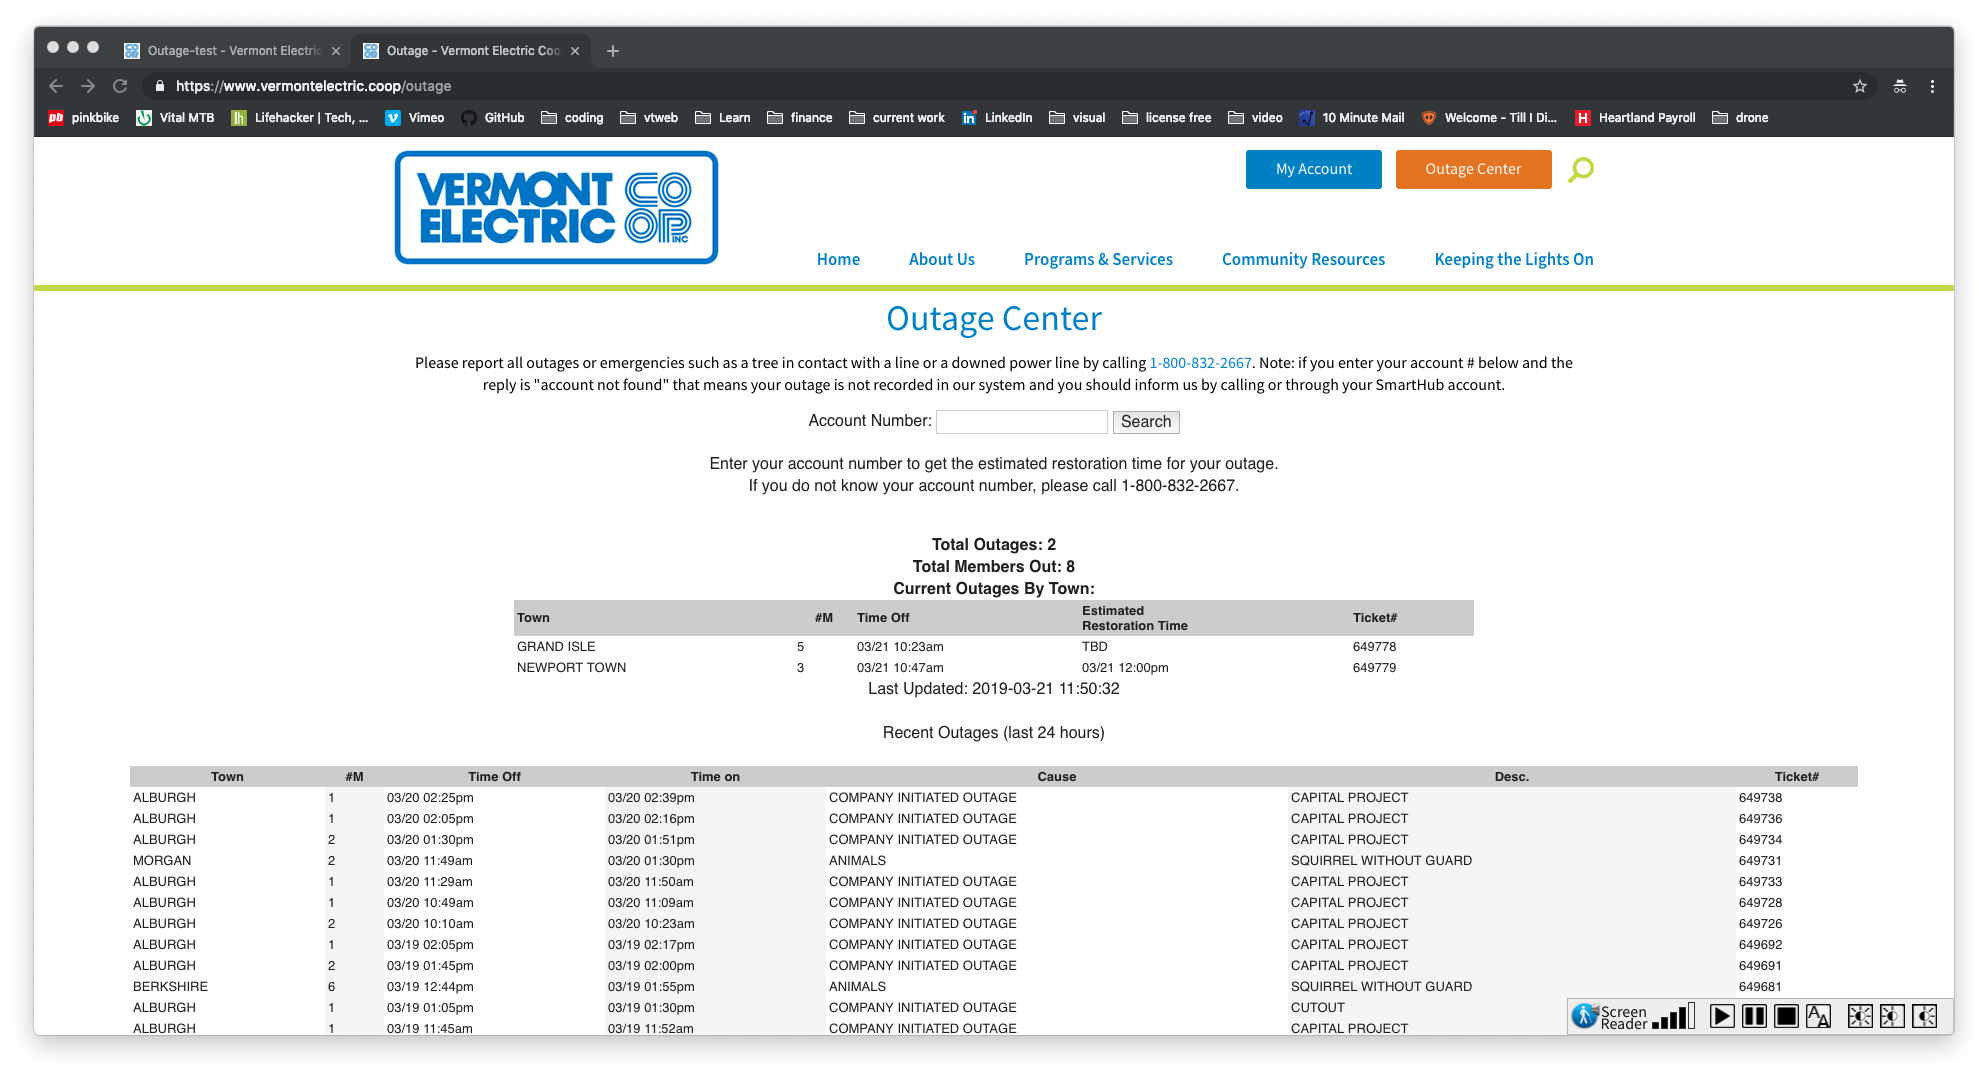 Outage-test - Vermont Electric
Outage - Vermont Electric Coo
https://www.vermontelectric.coop/outage
pb pinkbike Vital MTB lh Lifehacker | Tech, ... Vimeo GitHub coding vtweb Learn finance current work in LinkedIn visual license free video 10 Minute Mail Welcome - Till I Di... H Heartland Payroll drone
VERMONT CO
ELECTRIC OP INC
My Account Outage Center
Home About Us Programs & Services Community Resources Keeping the Lights On
Outage Center
Please report all outages or emergencies such as a tree in contact with a line or a downed power line by calling 1-800-832-2667. Note: if you enter your account # below and the
reply is "account not found" that means your outage is not recorded in our system and you should inform us by calling or through your SmartHub account.
Account Number: Search
Enter your account number to get the estimated restoration time for your outage.
If you do not know your account number, please call 1-800-832-2667.
Total Outages: 2
Total Members Out: 8
Current Outages By Town:
Town #M Time Off Estimated Restoration Time Ticket#
GRAND ISLE 5 03/21 10:23am TBD 649778
NEWPORT TOWN 3 03/21 10:47am 03/21 12:00pm 649779
Last Updated: 2019-03-21 11:50:32
Recent Outages (last 24 hours)
Town #M Time Off Time on Cause Desc. Ticket#
ALBURGH 1 03/20 02:25pm 03/20 02:39pm COMPANY INITIATED OUTAGE CAPITAL PROJECT 649738
ALBURGH 1 03/20 02:05pm 03/20 02:16pm COMPANY INITIATED OUTAGE CAPITAL PROJECT 649736
ALBURGH 2 03/20 01:30pm 03/20 01:51pm COMPANY INITIATED OUTAGE CAPITAL PROJECT 649734
MORGAN 2 03/20 11:49am 03/20 01:30pm ANIMALS SQUIRREL WITHOUT GUARD 649731
ALBURGH 1 03/20 11:29am 03/20 11:50am COMPANY INITIATED OUTAGE CAPITAL PROJECT 649733
ALBURGH 1 03/20 10:49am 03/20 11:09am COMPANY INITIATED OUTAGE CAPITAL PROJECT 649728
ALBURGH 2 03/20 10:10am 03/20 10:23am COMPANY INITIATED OUTAGE CAPITAL PROJECT 649726
ALBURGH 1 03/19 02:05pm 03/19 02:17pm COMPANY INITIATED OUTAGE CAPITAL PROJECT 649692
ALBURGH 2 03/19 01:45pm 03/19 02:00pm COMPANY INITIATED OUTAGE CAPITAL PROJECT 649691
BERKSHIRE 6 03/19 12:44pm 03/19 01:55pm ANIMALS SQUIRREL WITHOUT GUARD 649681
ALBURGH 1 03/19 01:05pm 03/19 01:30pm COMPANY INITIATED OUTAGE CUTOUT
ALBURGH 1 03/19 11:45am 03/19 11:52am COMPANY INITIATED OUTAGE CAPITAL PROJECT
Screen
Reader
AA